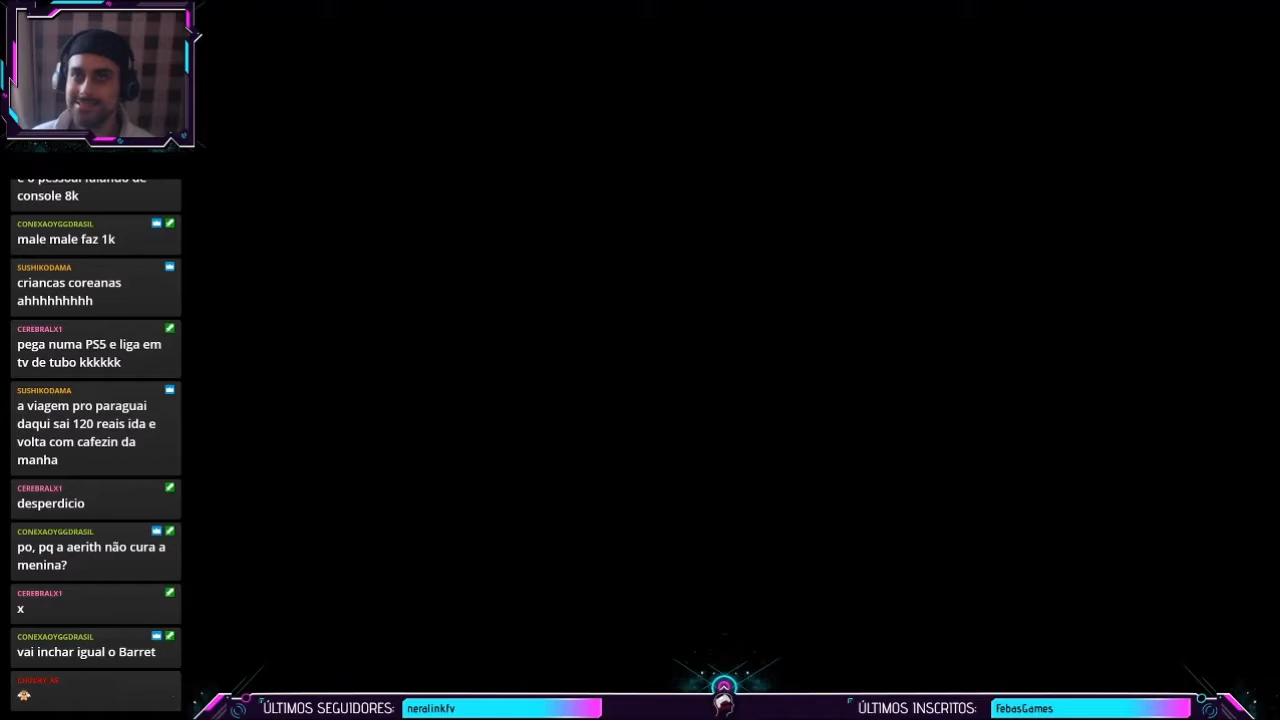 console 8k
CONEXAOYGGDRASIL
male male faz 1k
SUSHIKODAMA
criancas coreanas
ahhhhhhhhh
CEREBRALX1
pega numa PS5 e liga em
tv de tubo kkkkkk
SUSHIKODAMA
a viagem pro paraguai
daqui sai 120 reais ida e
volta com cafezin da
manha
CEREBRALX1
desperdicio
CONEXAOYGGDRASIL
po, pq a aerith não cura a
menina?
CEREBRALX1
x
CONEXAOYGGDRASIL
vai inchar igual o Barret
ÚLTIMOS SEGUIDORES: neralinkfv
ÚLTIMOS INSCRITOS: FebasGames